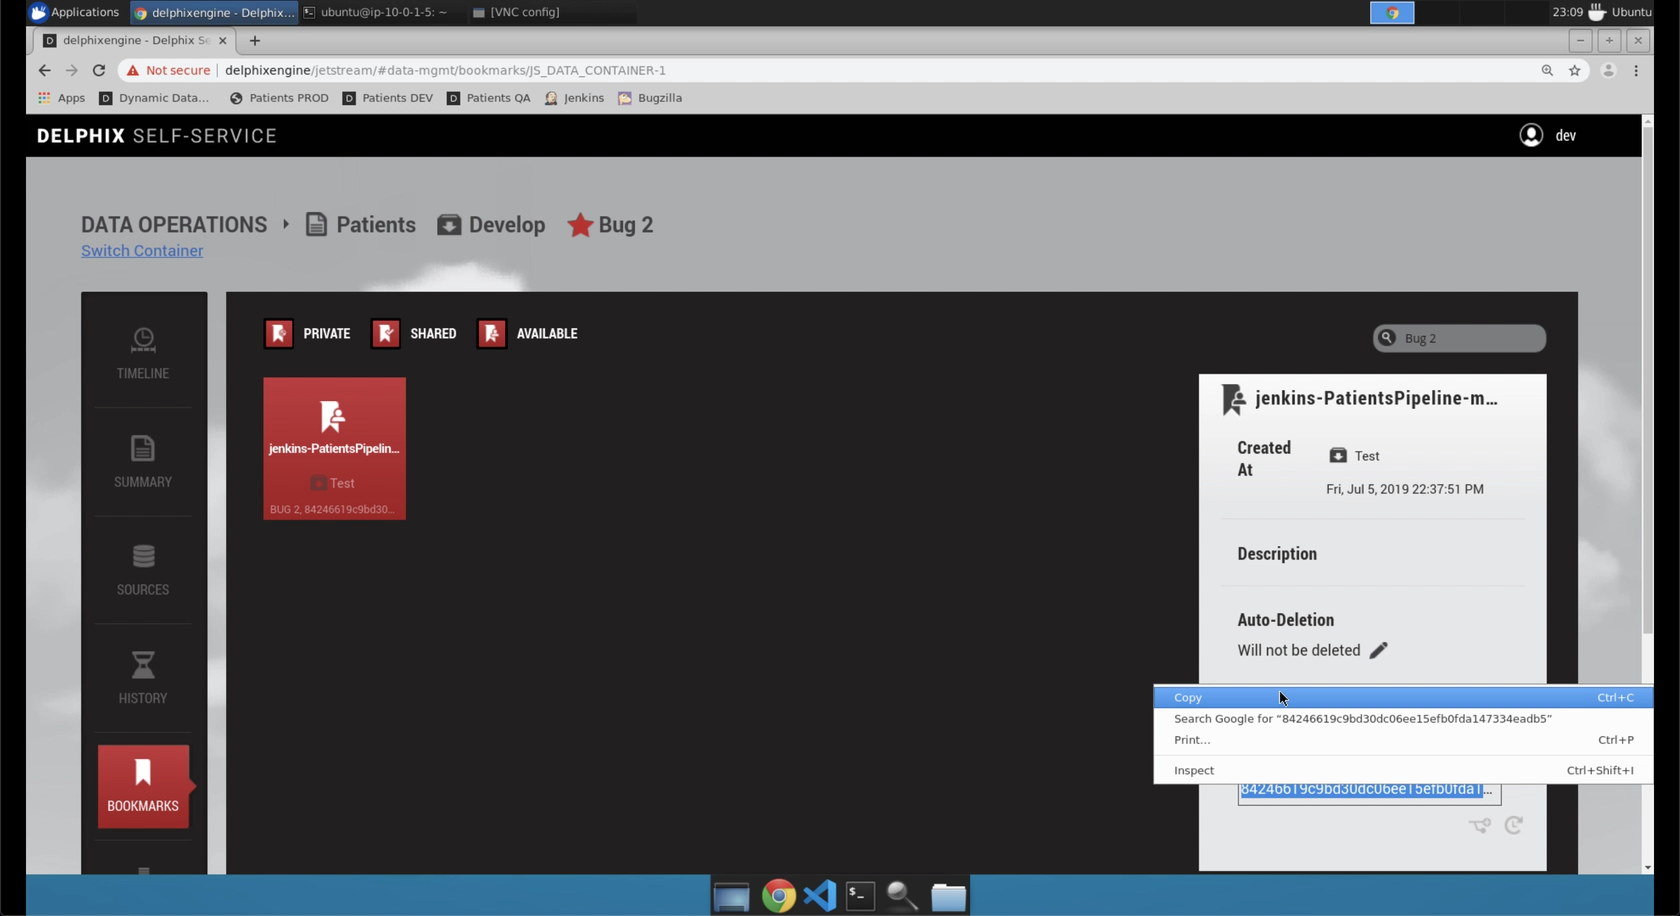 Applications delphixengine - Delphix... ubuntu@ip-10-0-1-5: ~ [VNC config] 23:09 Ubuntu
delphixengine - Delphix Se
Not secure delphixengine/jetstream/#data-mgmt/bookmarks/JS_DATA_CONTAINER-1
Apps Dynamic Data... Patients PROD Patients DEV Patients QA Jenkins Bugzilla
DELPHIX SELF-SERVICE dev
DATA OPERATIONS Patients Develop Bug 2
Switch Container
TIMELINE
SUMMARY
SOURCES
HISTORY
BOOKMARKS
PRIVATE SHARED AVAILABLE Bug 2
jenkins-PatientsPipelin...
Test
BUG 2, 84246619c9bd30...
jenkins-PatientsPipeline-m...
Created At Test
Fri, Jul 5, 2019 22:37:51 PM
Description
Auto-Deletion
Will not be deleted
Copy Ctrl+C
Search Google for “84246619c9bd30dc06ee15efb0fda147334eadb5”
Print... Ctrl+P
Inspect Ctrl+Shift+I
84246619c9bd30dc06ee15efb0fda1...